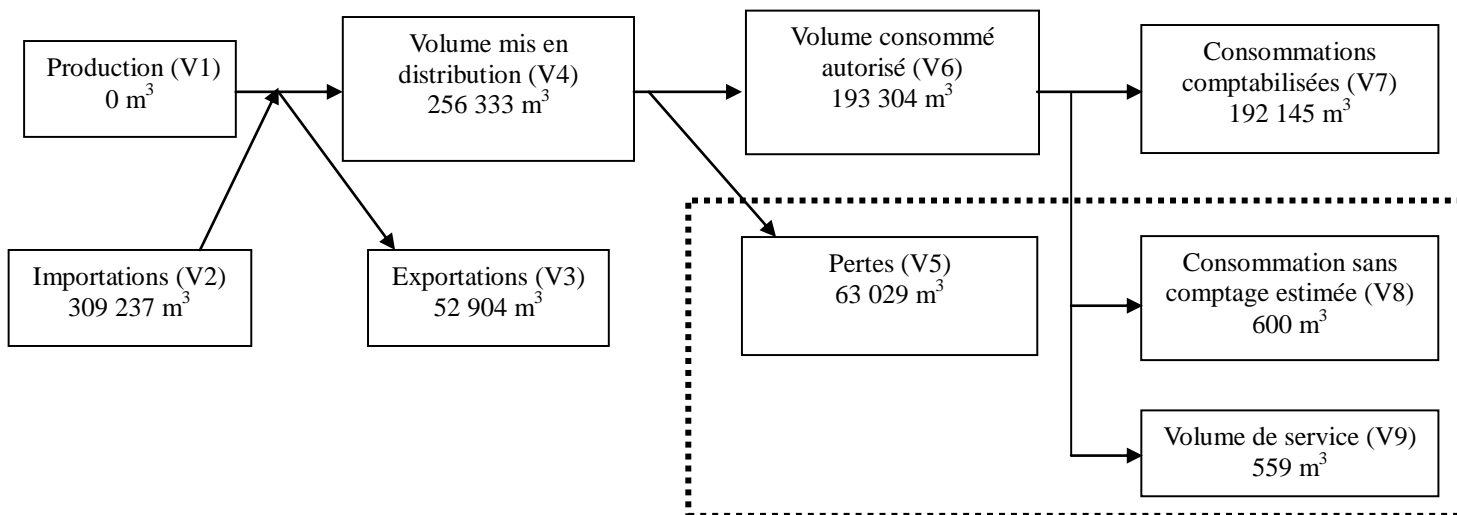 Production (V1)
0 m³
Volume mis en
distribution (V4)
256 333 m³
Volume consommé
autorisé (V6)
193 304 m³
Consommations
comptabilisées (V7)
192 145 m³
Importations (V2)
309 237 m³
Exportations (V3)
52 904 m³
Pertes (V5)
63 029 m³
Consommation sans
comptage estimée (V8)
600 m³
Volume de service (V9)
559 m³